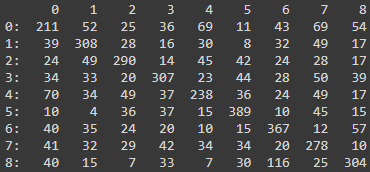 0 1 2 3 4 5 6 7 8
0: 211 52 25 36 69 11 43 69 54
1: 39 308 28 16 30 8 32 49 17
2: 24 49 290 14 45 42 24 28 17
3: 34 33 20 307 23 44 28 50 39
4: 70 34 49 37 238 36 24 49 17
5: 10 4 36 37 15 389 10 45 15
6: 40 35 24 20 10 15 367 12 57
7: 41 32 29 42 34 34 20 278 10
8: 40 15 7 33 7 30 116 25 304